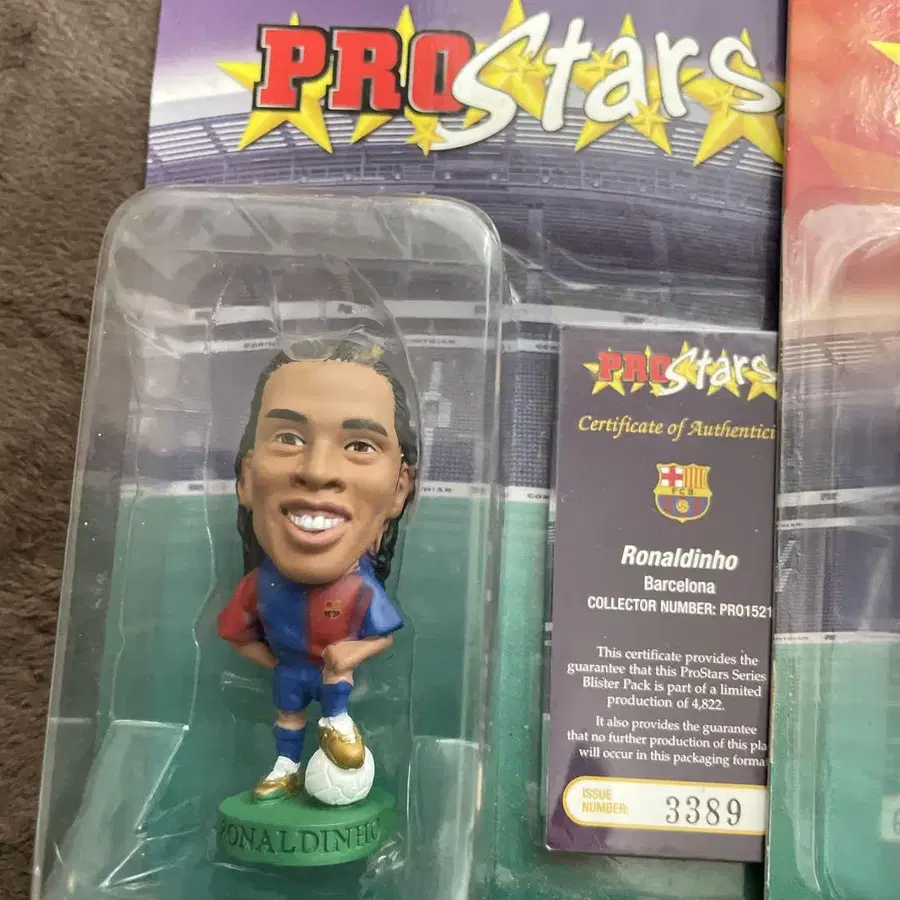 PROStars
PROStars
Certificate of Authentici
FCB
Ronaldinho
Barcelona
COLLECTOR NUMBER: PRO1521
This certificate provides the
guarantee that this ProStars Series
Blister Pack is part of a limited
production of 4,822.
It also provides the guarantee
that no further production of this pla
will occur in this packaging forma
ISSUE
NUMBER:
3389
RONALDINHO